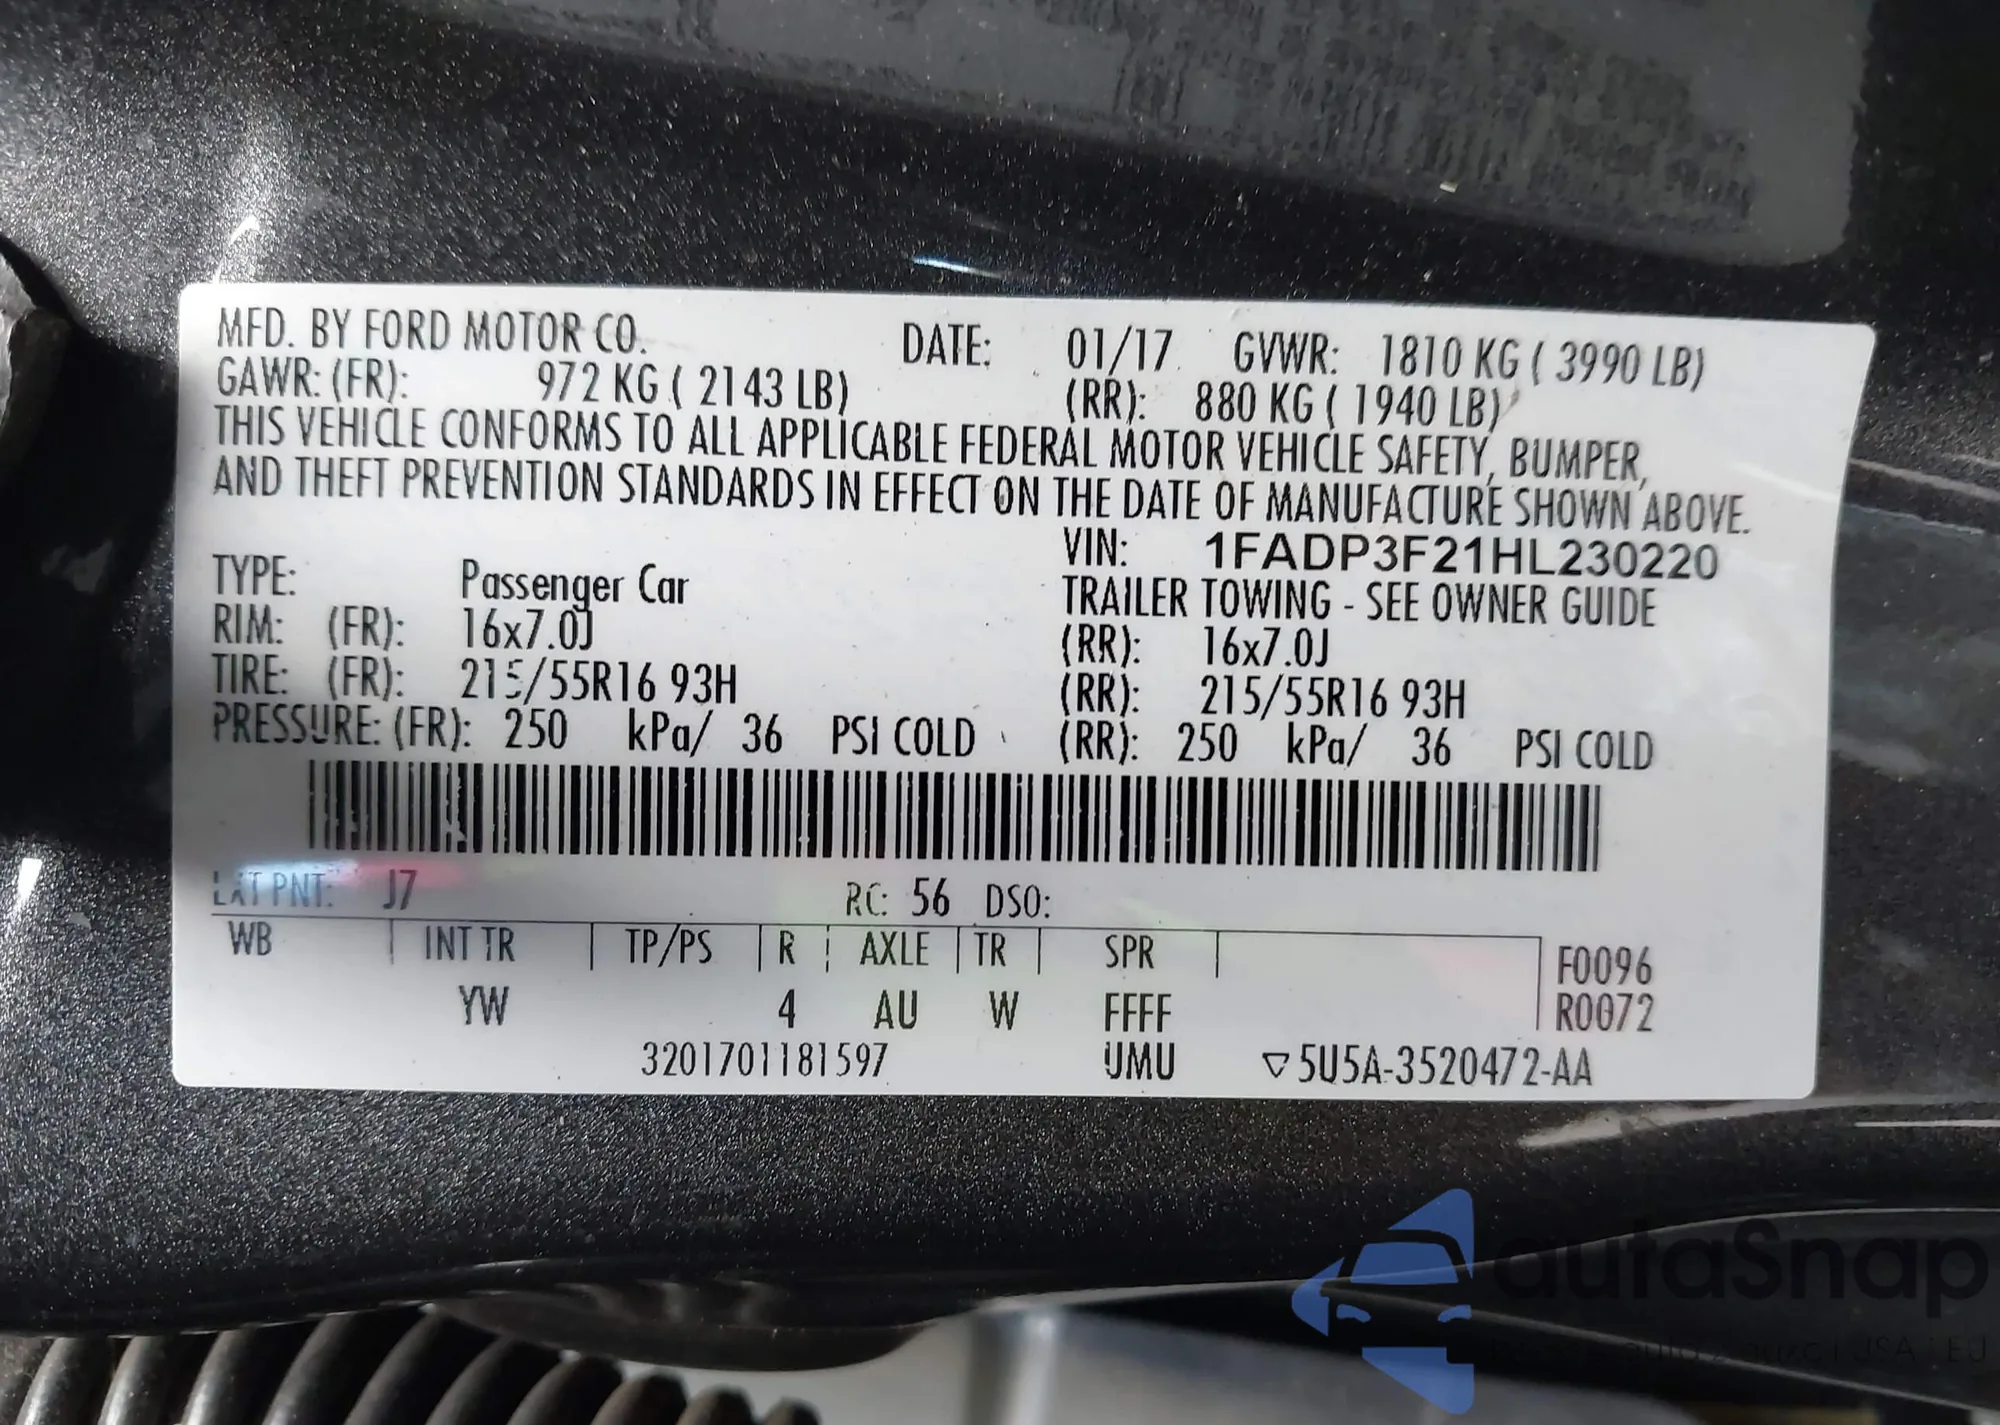 MFD. BY FORD MOTOR CO. DATE: 01/17 GVWR: 1810 KG ( 3990 LB)
GAWR: (FR): 972 KG ( 2143 LB) (RR): 880 KG ( 1940 LB)
THIS VEHICLE CONFORMS TO ALL APPLICABLE FEDERAL MOTOR VEHICLE SAFETY, BUMPER,
AND THEFT PREVENTION STANDARDS IN EFFECT ON THE DATE OF MANUFACTURE SHOWN ABOVE.
VIN: 1FADP3F21HL230220
TYPE: Passenger Car TRAILER TOWING - SEE OWNER GUIDE
RIM: (FR): 16x7.0J (RR): 16x7.0J
TIRE: (FR): 215/55R16 93H (RR): 215/55R16 93H
PRESSURE: (FR): 250 kPa/ 36 PSI COLD (RR): 250 kPa/ 36 PSI COLD
EXT PNT: J7 RC: 56 DSO:
WB INT TR TP/PS R AXLE TR SPR F0096
YW 4 AU W FFFF R0072
3201701181597 UMU ▽5U5A-3520472-AA
autoSnap
USA | EU